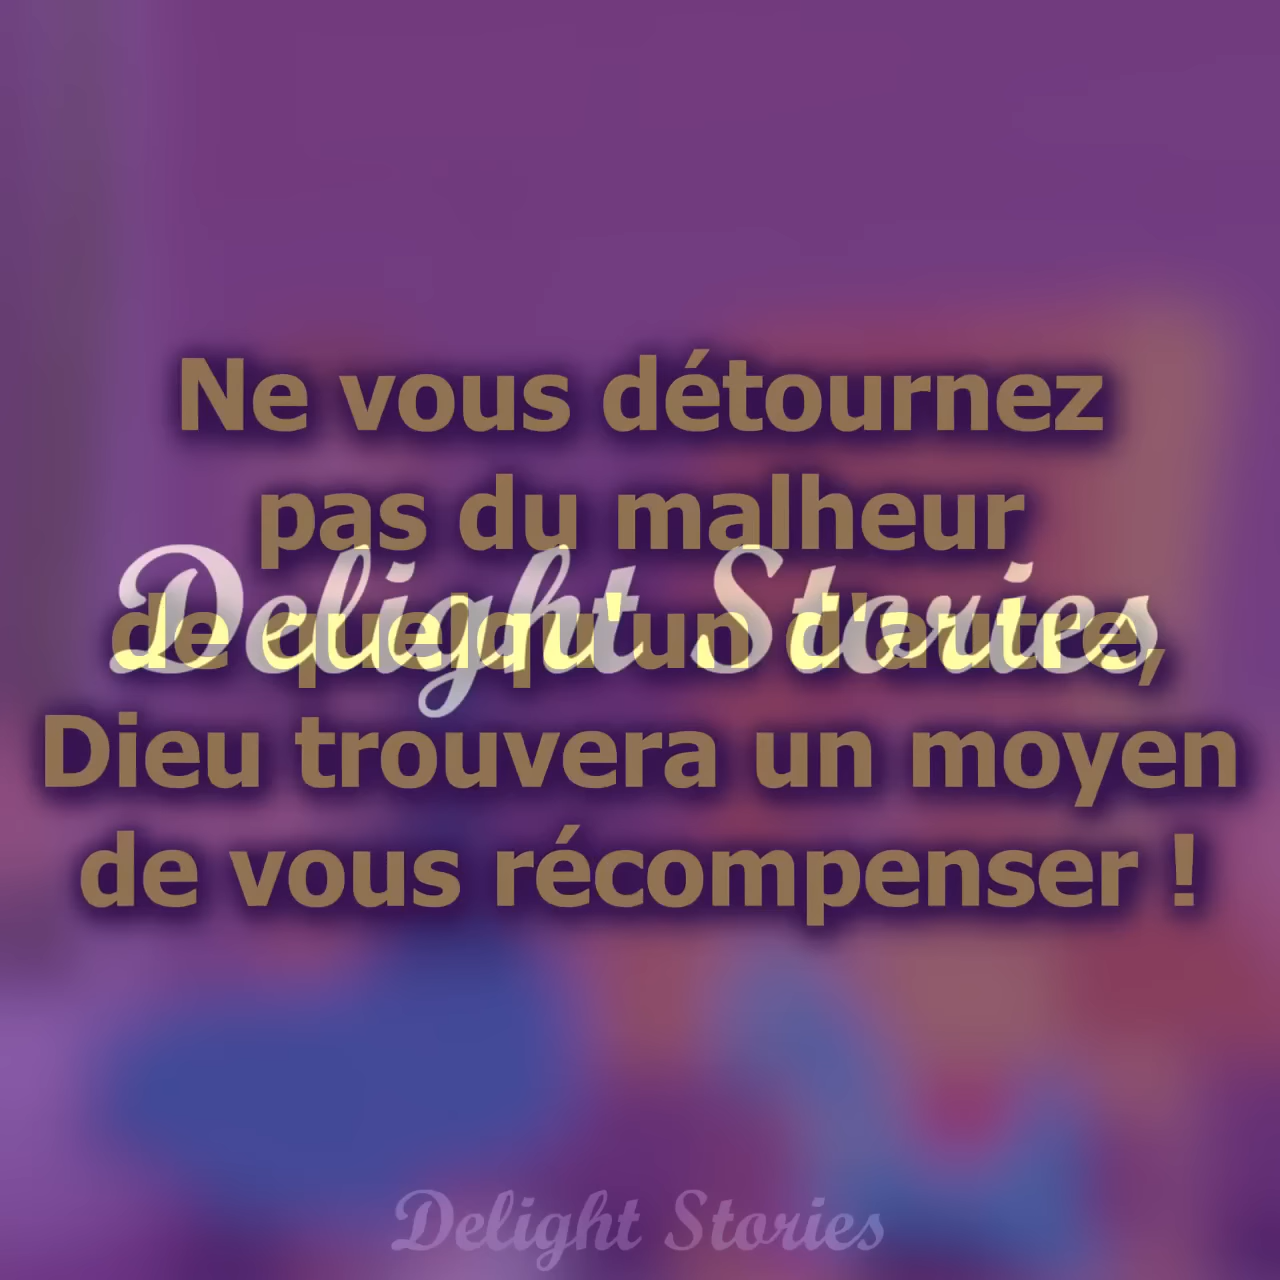 Ne vous détournez
pas du malheur
Delight Stories
de quelqu'un d'autre,
Dieu trouvera un moyen
de vous récompenser !
Delight Stories